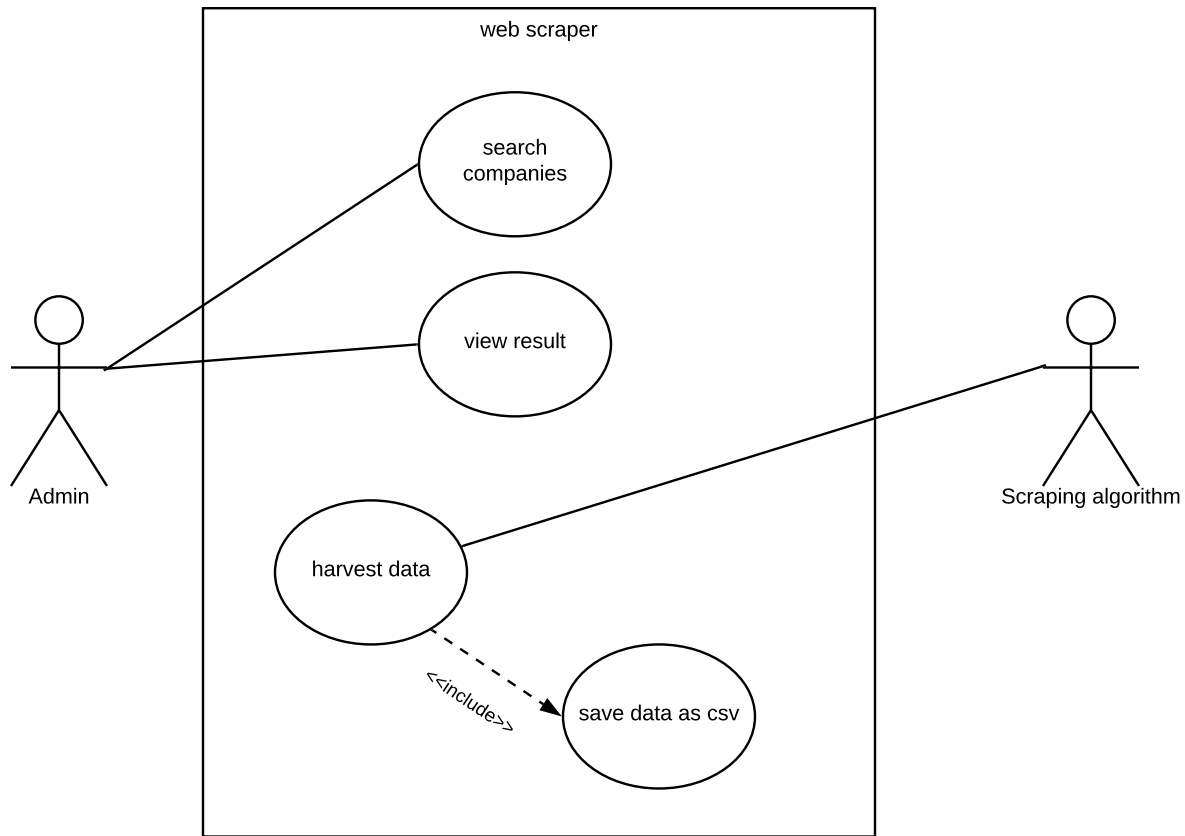 web scraper
search
companies
view result
Admin
Scraping algorithm
harvest data
<<include>>
save data as csv